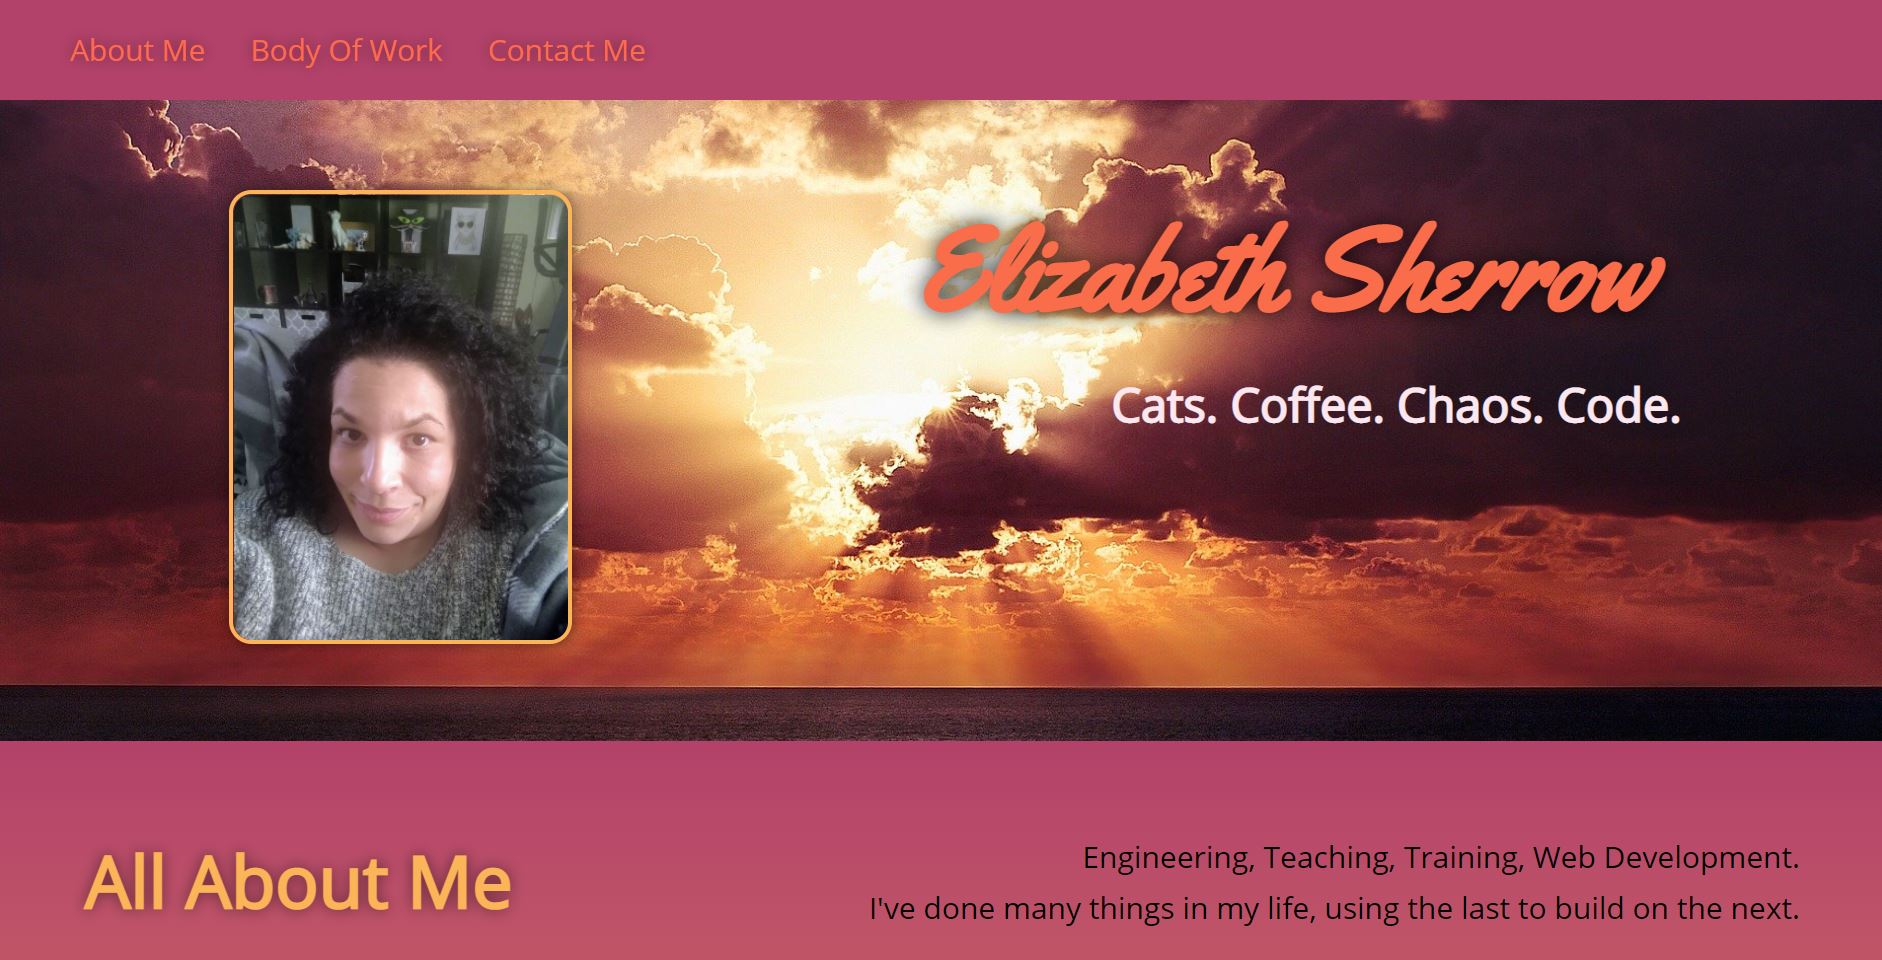 About Me Body Of Work Contact Me
Elizabeth Sherrow
Cats. Coffee. Chaos. Code.
All About Me
Engineering, Teaching, Training, Web Development.
I've done many things in my life, using the last to build on the next.